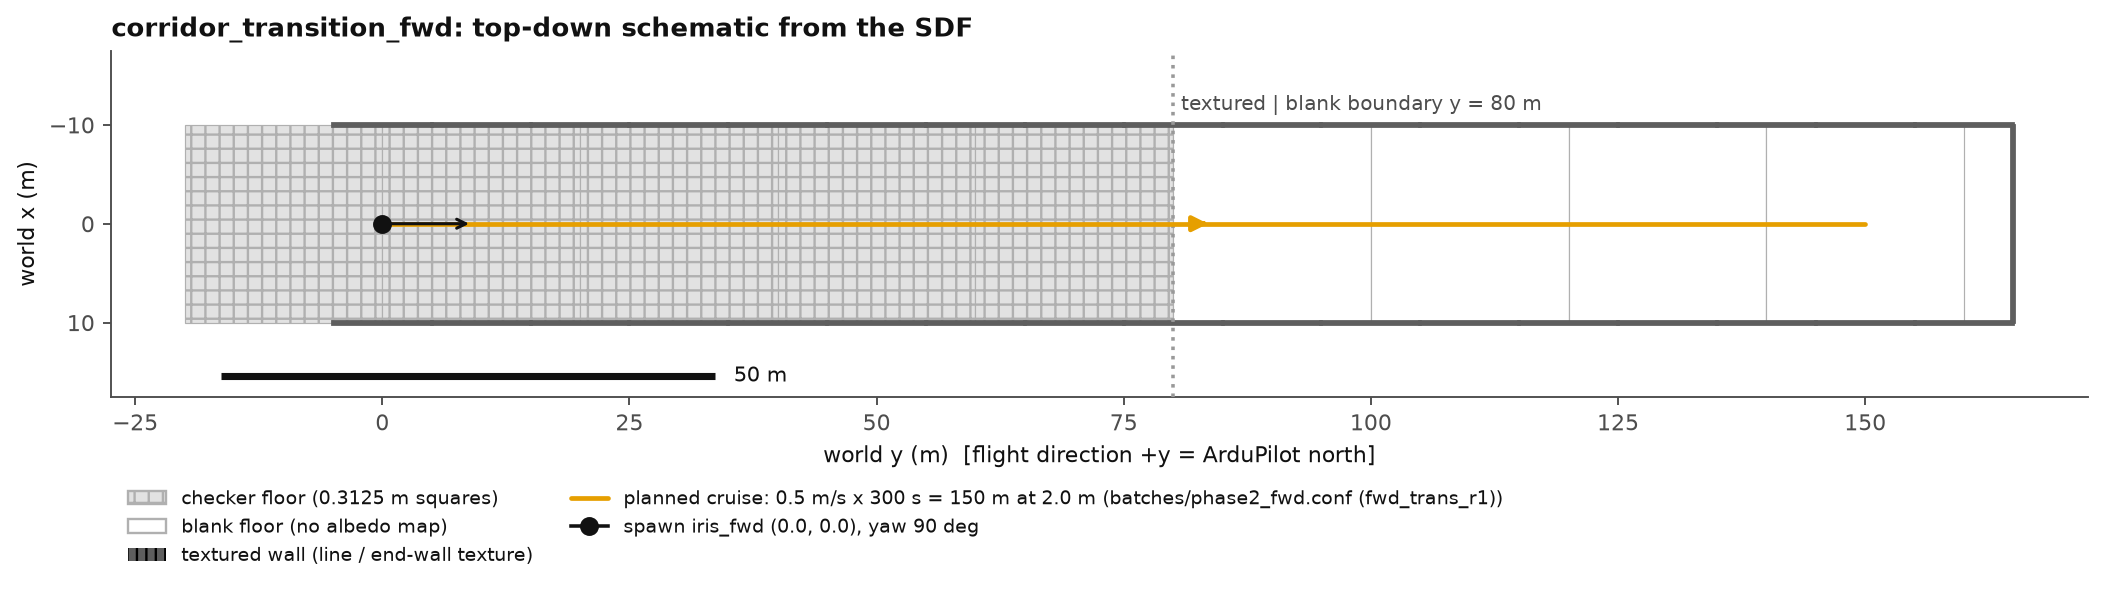 corridor_transition_fwd: top-down schematic from the SDF
textured | blank boundary y = 80 m
−10
0
10
world x (m)
50 m
−25
0
25
50
75
100
125
150
world y (m)  [flight direction +y = ArduPilot north]
checker floor (0.3125 m squares)
blank floor (no albedo map)
textured wall (line / end-wall texture)
planned cruise: 0.5 m/s x 300 s = 150 m at 2.0 m (batches/phase2_fwd.conf (fwd_trans_r1))
spawn iris_fwd (0.0, 0.0), yaw 90 deg